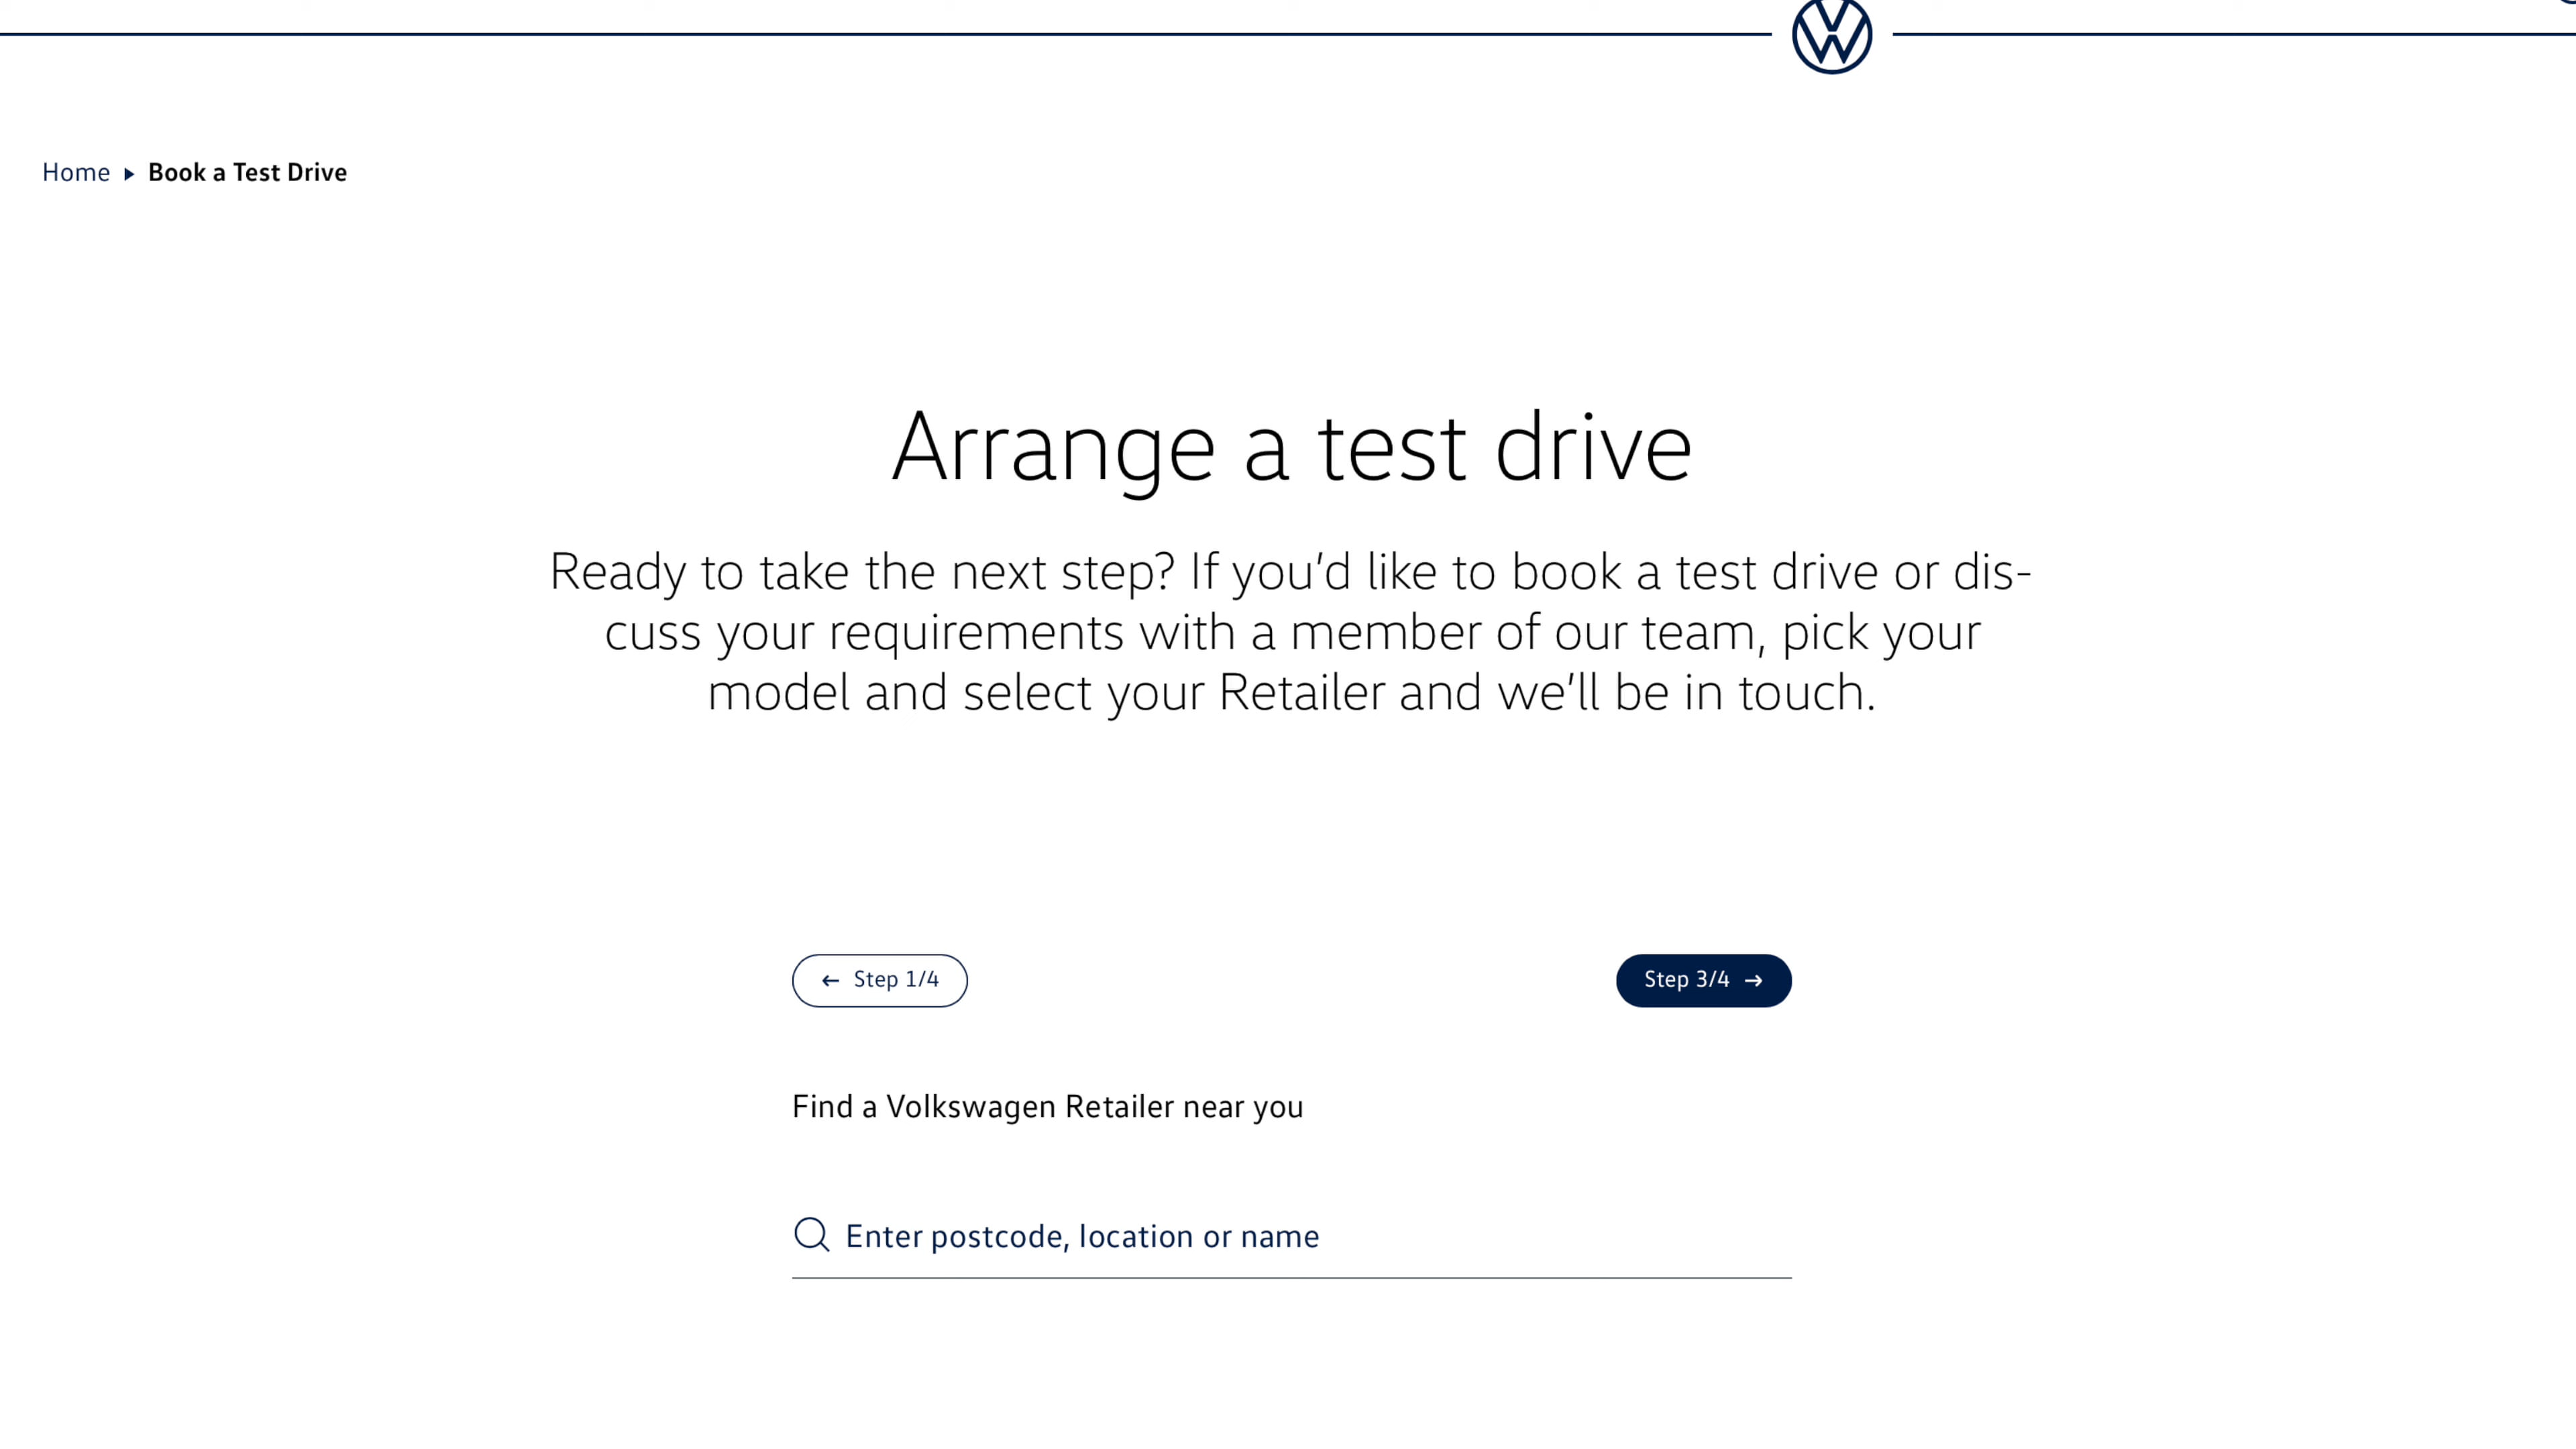 Home ▸ Book a Test Drive
Arrange a test drive
Ready to take the next step? If you’d like to book a test drive or dis-
cuss your requirements with a member of our team, pick your
model and select your Retailer and we’ll be in touch.
← Step 1/4
Step 3/4 →
Find a Volkswagen Retailer near you
Enter postcode, location or name